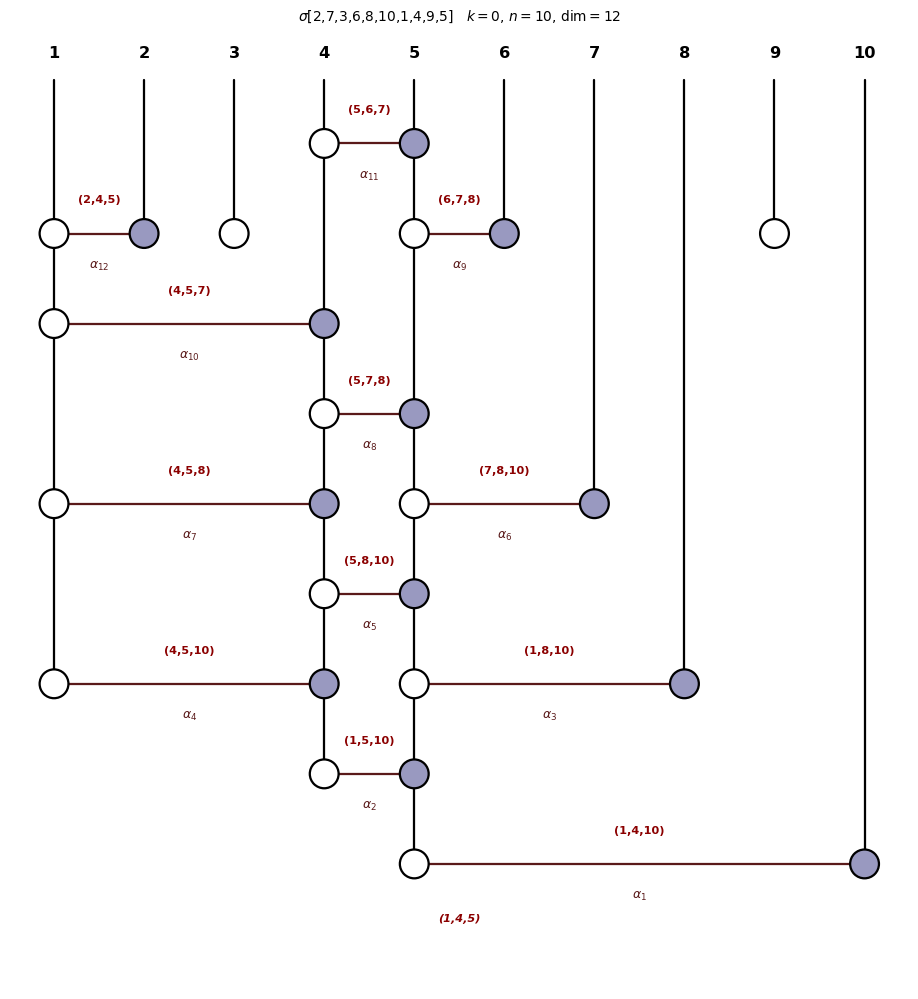 σ[2,7,3,6,8,10,1,4,9,5]   k = 0, n = 10, dim = 12
1 2 3 4 5 6 7 8 9 10
(5,6,7)
α₁₁
(2,4,5) (6,7,8)
α₁₂ α₉
(4,5,7)
α₁₀
(5,7,8)
α₈
(4,5,8) (7,8,10)
α₇ α₆
(5,8,10)
α₅
(4,5,10) (1,8,10)
α₄ α₃
(1,5,10)
α₂
(1,4,10)
α₁
(1,4,5)